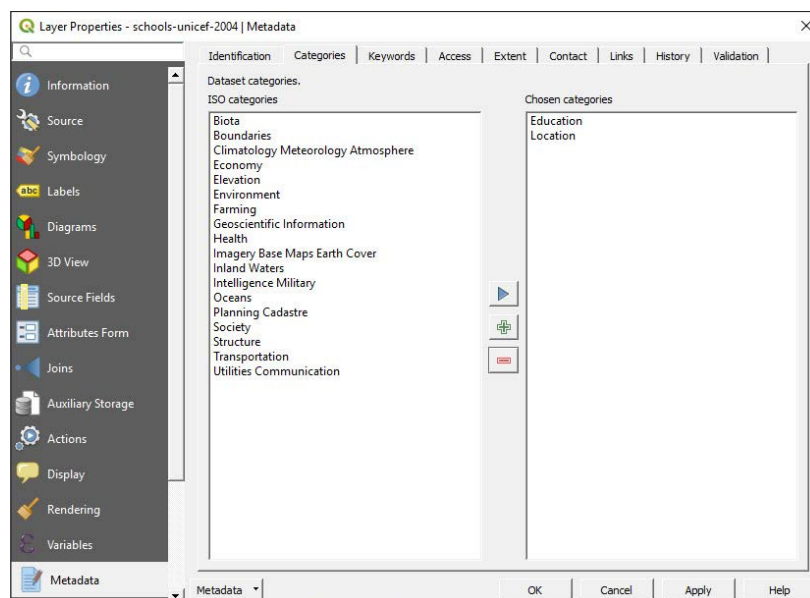 Layer Properties - schools-unicef-2004 | Metadata
Information
Source
Symbology
abc Labels
Diagrams
3D View
Source Fields
Attributes Form
Joins
Auxiliary Storage
Actions
Display
Rendering
Variables
Metadata
Identification Categories Keywords Access Extent Contact Links History Validation
Dataset categories.
ISO categories
Biota
Boundaries
Climatology Meteorology Atmosphere
Economy
Elevation
Environment
Farming
Geoscientific Information
Health
Imagery Base Maps Earth Cover
Inland Waters
Intelligence Military
Oceans
Planning Cadastre
Society
Structure
Transportation
Utilities Communication
Chosen categories
Education
Location
Metadata OK Cancel Apply Help